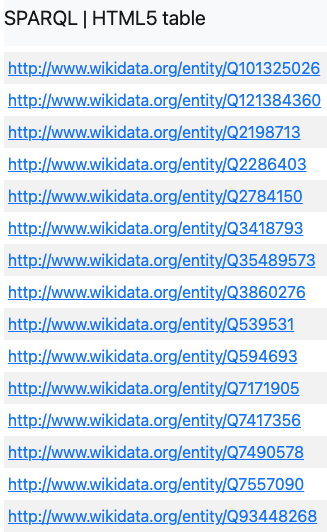 SPARQL | HTML5 table
http://www.wikidata.org/entity/Q101325026
http://www.wikidata.org/entity/Q121384360
http://www.wikidata.org/entity/Q2198713
http://www.wikidata.org/entity/Q2286403
http://www.wikidata.org/entity/Q2784150
http://www.wikidata.org/entity/Q3418793
http://www.wikidata.org/entity/Q35489573
http://www.wikidata.org/entity/Q3860276
http://www.wikidata.org/entity/Q539531
http://www.wikidata.org/entity/Q594693
http://www.wikidata.org/entity/Q7171905
http://www.wikidata.org/entity/Q7417356
http://www.wikidata.org/entity/Q7490578
http://www.wikidata.org/entity/Q7557090
http://www.wikidata.org/entity/Q93448268